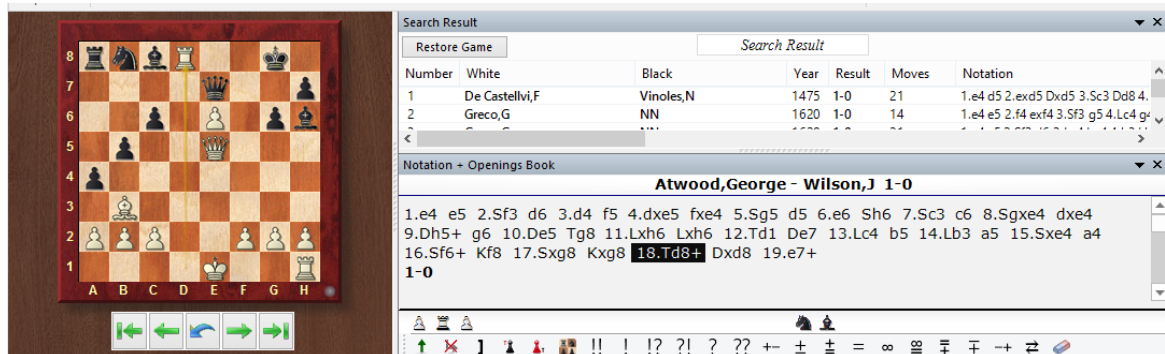 8
7
6
5
4
3
2
1
A B C D E F G H
Search Result
Restore Game
Search Result
Number White Black Year Result Moves Notation
1 De Castellvi,F Vinoles,N 1475 1-0 21 1.e4 d5 2.exd5 Dxd5 3.Sc3 Dd8 4.
2 Greco,G NN 1620 1-0 14 1.e4 e5 2.f4 exf4 3.Sf3 g5 4.Lc4 g4
Notation + Openings Book
Atwood,George - Wilson,J 1-0
1.e4 e5 2.Sf3 d6 3.d4 f5 4.dxe5 fxe4 5.Sg5 d5 6.e6 Sh6 7.Sc3 c6 8.Sgxe4 dxe4
9.Dh5+ g6 10.De5 Tg8 11.Lxh6 Lxh6 12.Td1 De7 13.Lc4 b5 14.Lb3 a5 15.Sxe4 a4
16.Sf6+ Kf8 17.Sxg8 Kxg8 18.Td8+ Dxd8 19.e7+
1-0
] !! ! !? ?! ? ?? +- ± ⩲ = ∞ ⩱ ∓ -+ ⇄